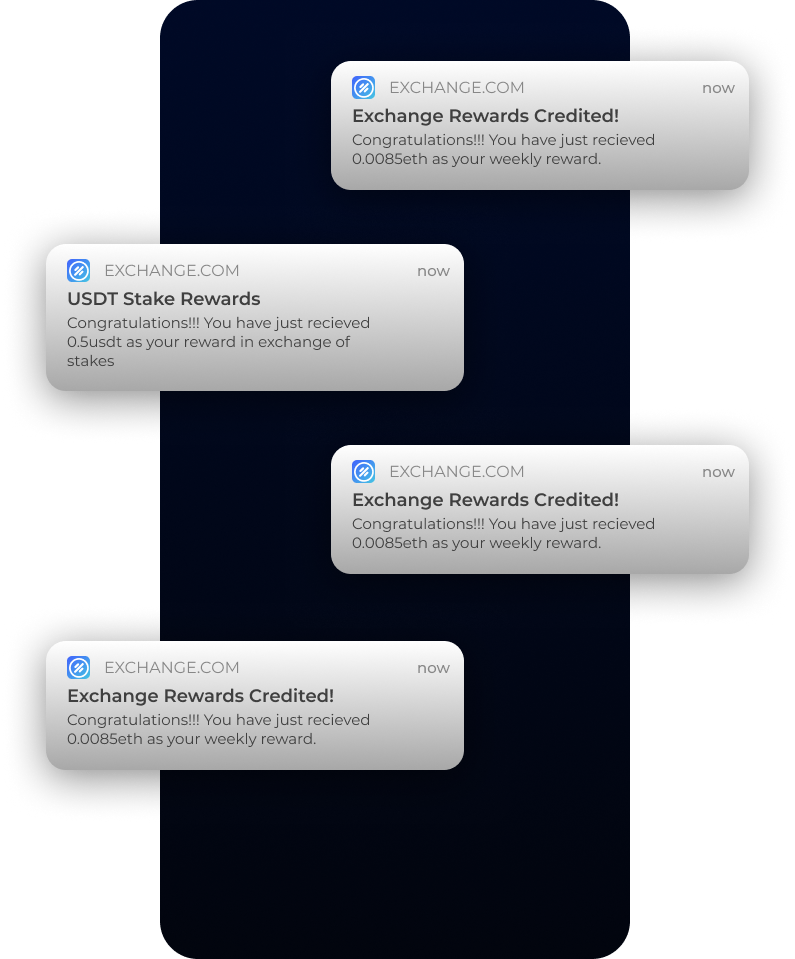 EXCHANGE.COM now
Exchange Rewards Credited!
Congratulations!!! You have just recieved
0.0085eth as your weekly reward.
EXCHANGE.COM now
USDT Stake Rewards
Congratulations!!! You have just recieved
0.5usdt as your reward in exchange of
stakes
EXCHANGE.COM now
Exchange Rewards Credited!
Congratulations!!! You have just recieved
0.0085eth as your weekly reward.
EXCHANGE.COM now
Exchange Rewards Credited!
Congratulations!!! You have just recieved
0.0085eth as your weekly reward.